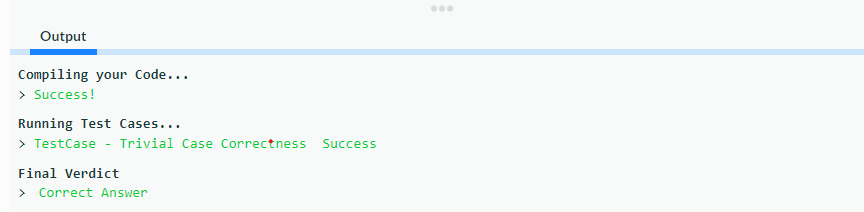 Output
Compiling your Code...
> Success!
Running Test Cases...
> TestCase - Trivial Case Correctness  Success
Final Verdict
> Correct Answer